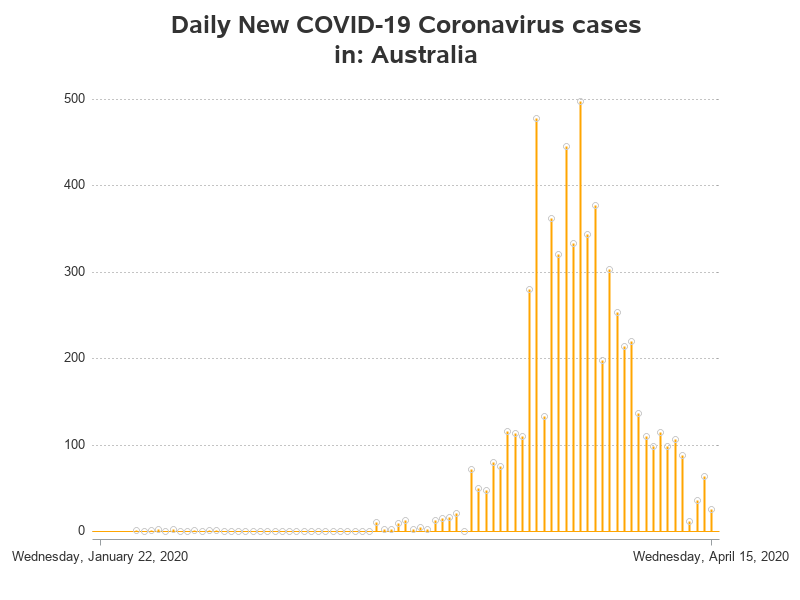 Daily New COVID-19 Coronavirus cases
in: Australia
500
400
300
200
100
0
Wednesday, January 22, 2020
Wednesday, April 15, 2020